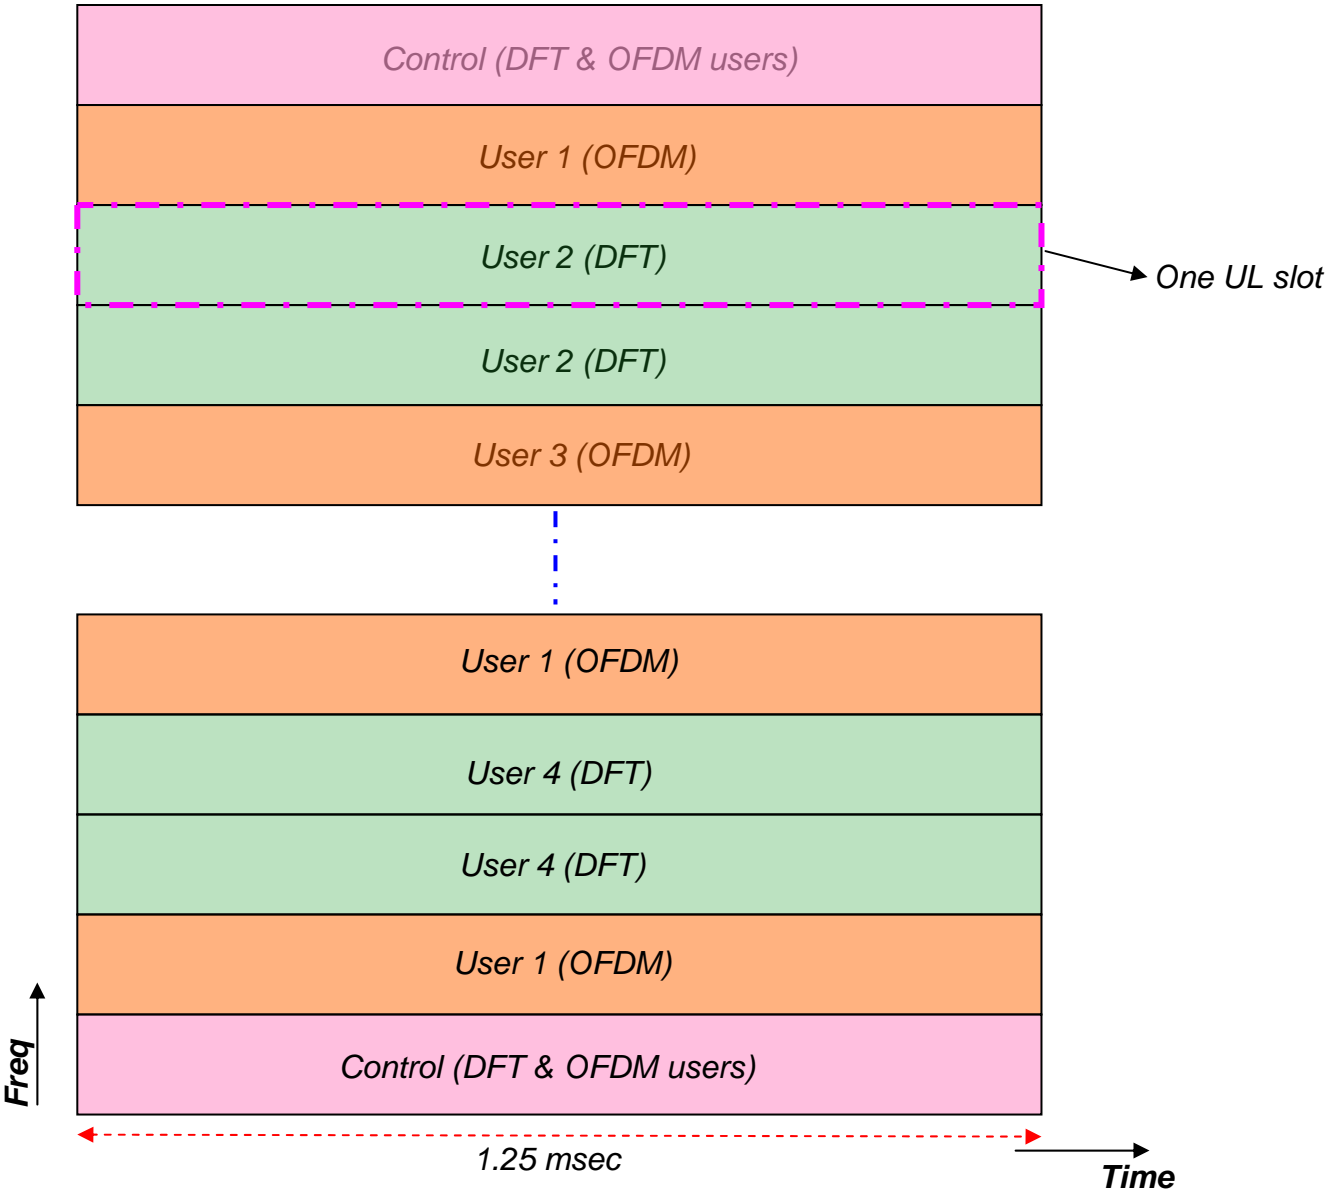 Control (DFT & OFDM users)
User 1 (OFDM)
User 2 (DFT)
One UL slot
User 2 (DFT)
User 3 (OFDM)
User 1 (OFDM)
User 4 (DFT)
User 4 (DFT)
User 1 (OFDM)
Control (DFT & OFDM users)
Freq
1.25 msec
Time